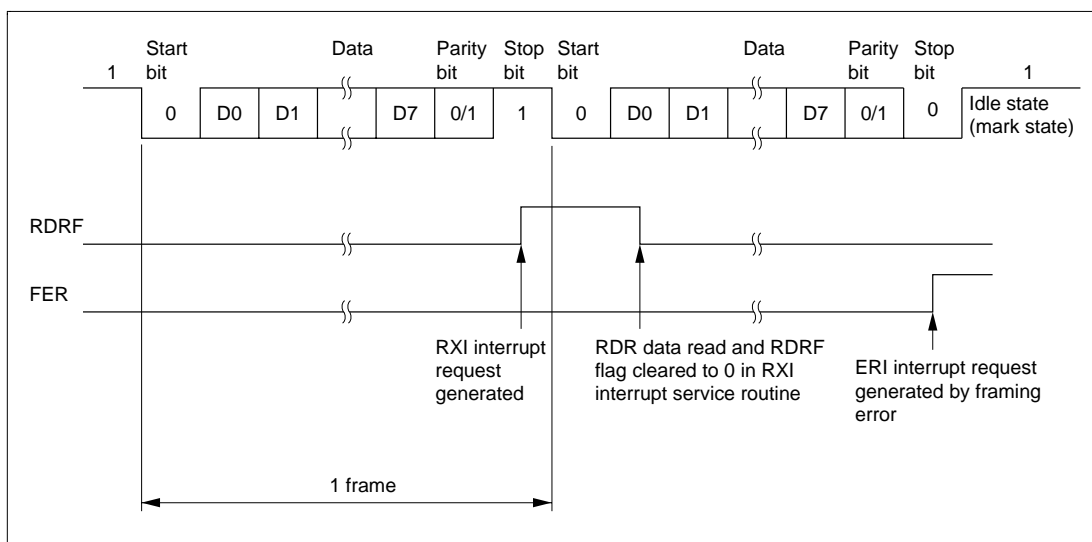 Start bit Data Parity bit Stop bit Start bit Data Parity bit Stop bit
1 0 D0 D1 D7 0/1 1 0 D0 D1 D7 0/1 0 1
Idle state
(mark state)
RDRF
FER
RXI interrupt
request
generated
RDR data read and RDRF
flag cleared to 0 in RXI
interrupt service routine
ERI interrupt request
generated by framing
error
1 frame